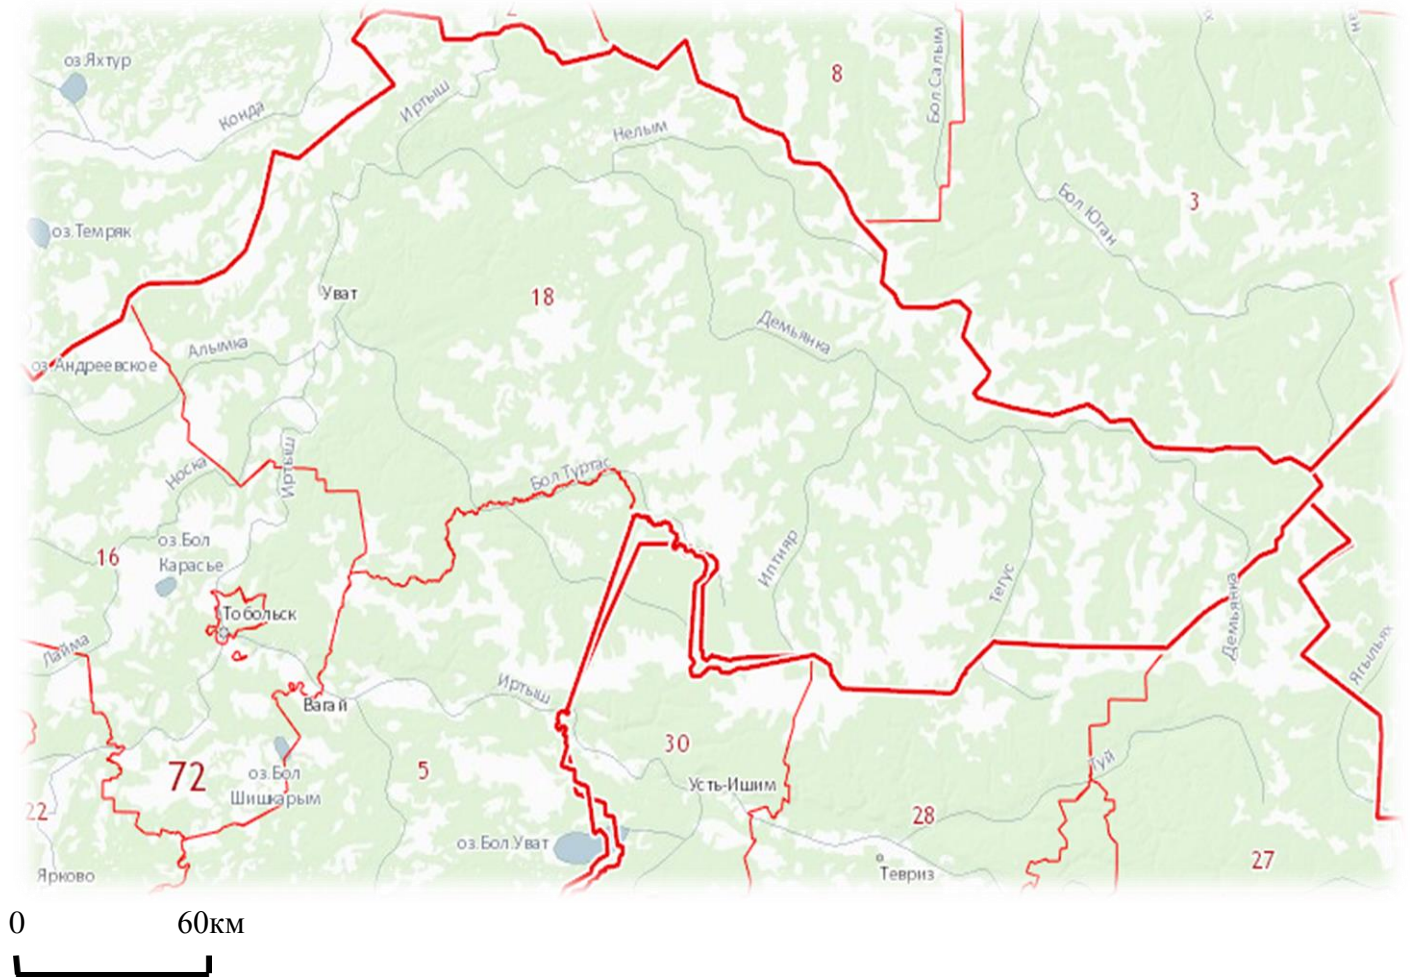 оз.Яхтур
8
Бол.Салым
Конда
Иртыш
Нелым
3
Бол.Юган
оз.Темряк
Уват
18
Демьянка
Алымка
оз.Андреевское
Носка
Иртыш
Бол.Туртас
16
оз.Бол
Карасье
Иптияр
Тегус
Демьянка
Тобольск
Лайма
Ягыльях
Иртыш
Вагай
72
5
30
оз.Бол
Шишкарым
Усть-Ишим
Туй
22
28
оз.Бол.Уват
27
Тевриз
Ярково
0 60км